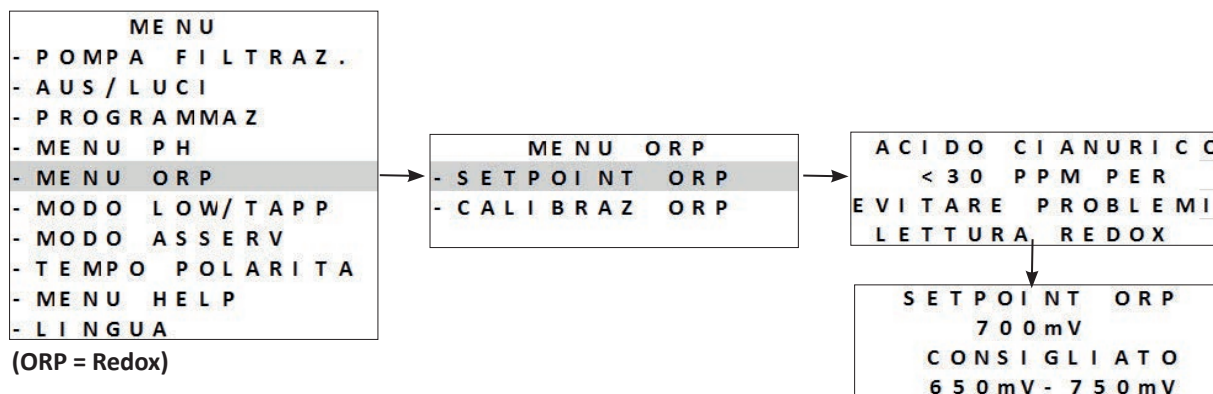 MENU
- POMPA FILTRAZ.
- AUS/LUCI
- PROGRAMMAZ
- MENU PH
- MENU ORP
- MODO LOW/TAPP
- MODO ASSERV
- TEMPO POLARITA
- MENU HELP
- LINGUA
(ORP = Redox)
MENU ORP
- SETPOINT ORP
- CALIBRAZ ORP
ACIDO CIANURICO
<30 PPM PER
EVITARE PROBLEMI
LETTURA REDOX
SETPOINT ORP
700mV
CONSIGLIATO
650mV- 750mV